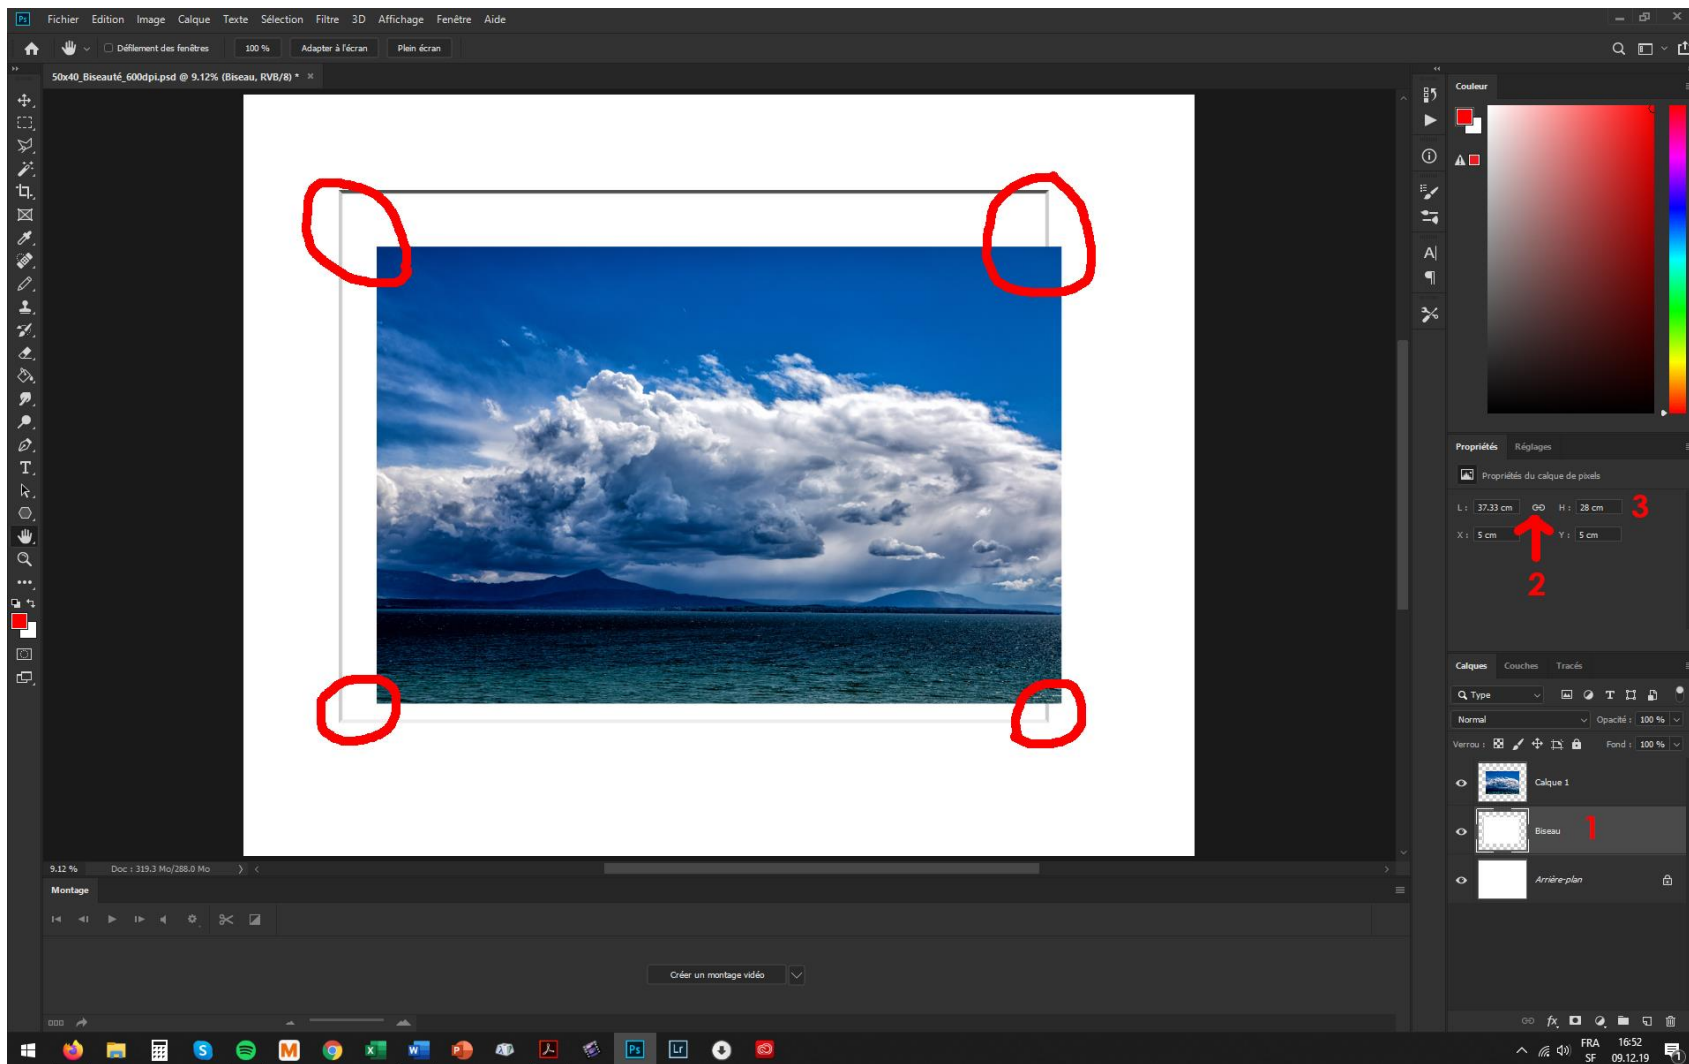 Ps Fichier Edition Image Calque Texte Sélection Filtre 3D Affichage Fenêtre Aide
Défilement des fenêtres 100 % Adapter à l'écran Plein écran
50x40_Biseauté_600dpi.psd @ 9.12% (Biseau, RVB/8) * ×
Couleur
Propriétés Réglages
Propriétés du calque de pixels
L : 37.33 cm H : 28 cm 3
X : 5 cm Y : 5 cm
2
Calques Couches Tracés
Type
Normal Opacité : 100 %
Verrou : Fond : 100 %
Calque 1
Biseau 1
Arrière-plan
9.12 % Doc : 319.3 Mo/288.0 Mo
Montage
Créer un montage vidéo
Ps Lr
FRA 16:52
SF 09.12.19